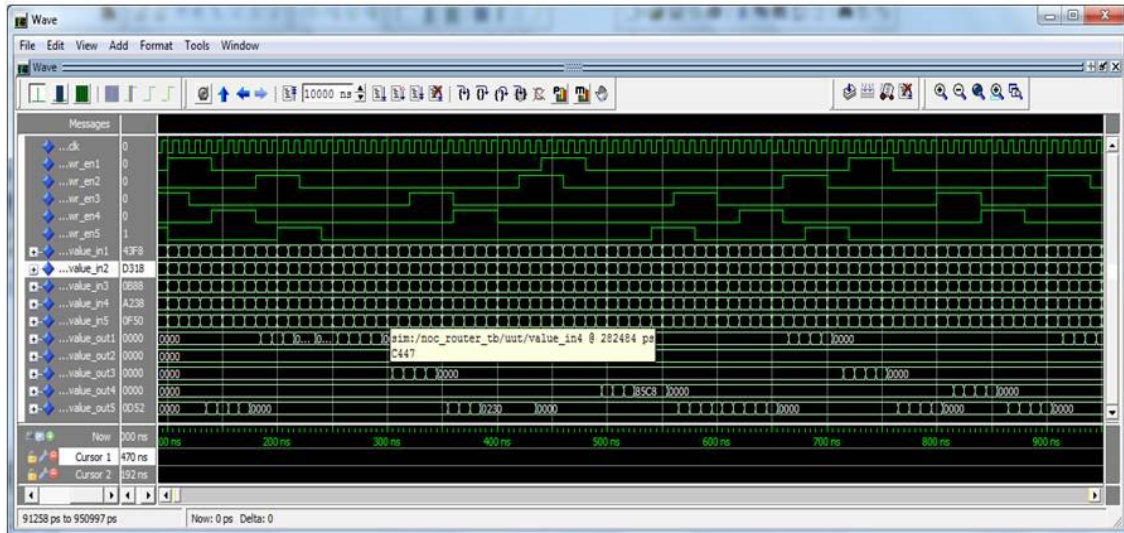 Wave
File Edit View Add Format Tools Window
Wave
10000 ns
Messages
...clk 0
...wr_en1 0
...wr_en2 0
...wr_en3 0
...wr_en4 0
...wr_en5 1
...value_in1 43F8
...value_in2 D318
...value_in3 0B88
...value_in4 A238
...value_in5 0F50
...value_out1 0000 0000 0... 0... 0000
...value_out2 0000 0000
...value_out3 0000 0000 0000 0000
...value_out4 0000 0000 85C8 0000 0000
...value_out5 0D52 0000 0000 0230 0000 0000 0000 0000
sim:/noc_router_tb/uut/value_in4 @ 282484 ps
C447
Now 000 ns 00 ns 200 ns 300 ns 400 ns 500 ns 600 ns 700 ns 800 ns 900 ns
Cursor 1 470 ns
Cursor 2 192 ns
91258 ps to 950997 ps Now: 0 ps Delta: 0